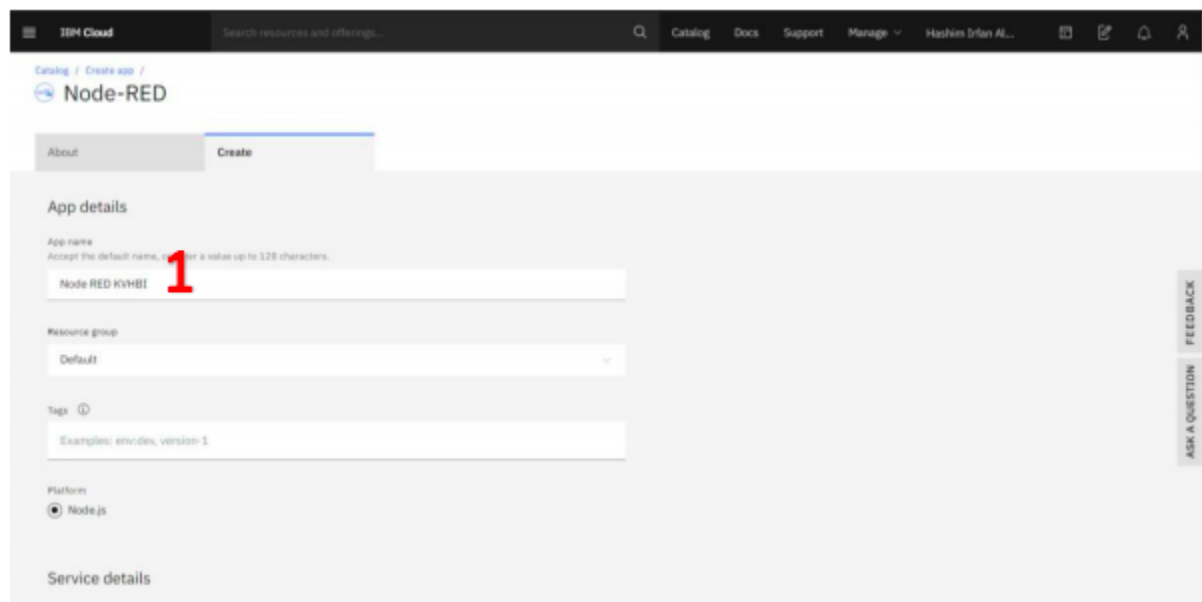 IBM Cloud
Search resources and offerings...
Catalog Docs Support Manage Hashim Irfan Al...
Catalog / Create app /
Node-RED
About Create
App details
App name
Accept the default name, or enter a value up to 128 characters.
1
Node RED KVHBI
Resource group
Default
Tags
Examples: env:dev, version-1
Platform
Node.js
Service details
FEEDBACK
ASK A QUESTION